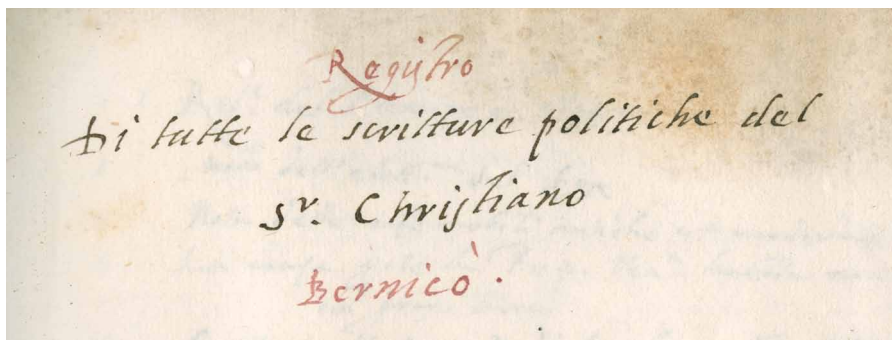 Registro
Di tutte le scritture politiche del
Sr. Christiano
Bernicò.